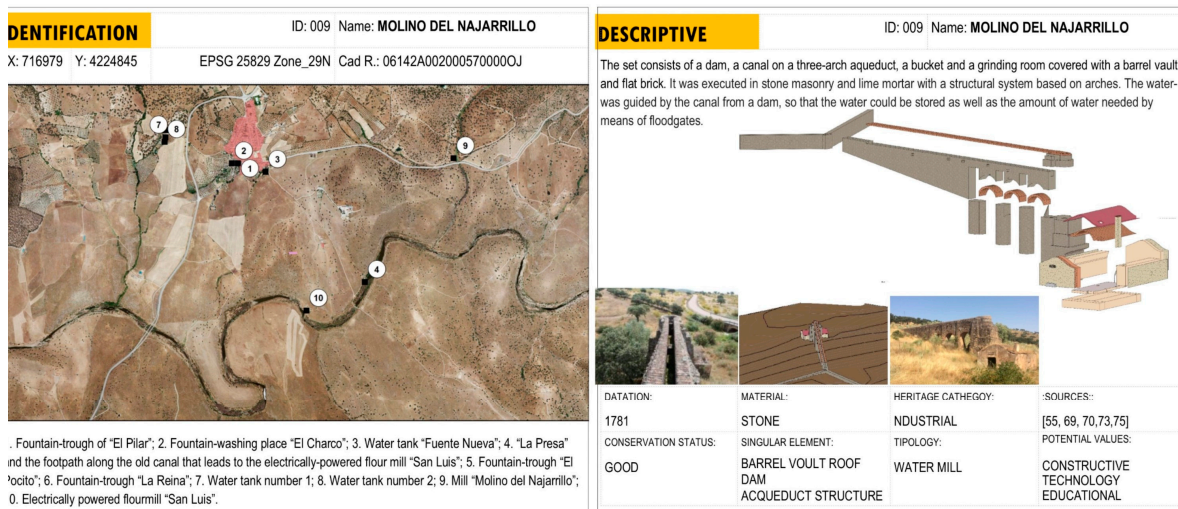 DENTIFICATION
ID: 009 Name: MOLINO DEL NAJARRILLO
X: 716979 Y: 4224845 EPSG 25829 Zone_29N Cad R.: 06142A002000570000OJ
7
8
9
2
3
1
4
10
. Fountain-trough of “El Pilar”; 2. Fountain-washing place “El Charco”; 3. Water tank “Fuente Nueva”; 4. “La Presa”
and the footpath along the old canal that leads to the electrically-powered flour mill “San Luis”; 5. Fountain-trough “El
Pocito”; 6. Fountain-trough “La Reina”; 7. Water tank number 1; 8. Water tank number 2; 9. Mill “Molino del Najarrillo”;
0. Electrically powered flourmill “San Luis”.
DESCRIPTIVE
ID: 009 Name: MOLINO DEL NAJARRILLO
The set consists of a dam, a canal on a three-arch aqueduct, a bucket and a grinding room covered with a barrel vault
and flat brick. It was executed in stone masonry and lime mortar with a structural system based on arches. The water-
was guided by the canal from a dam, so that the water could be stored as well as the amount of water needed by
means of floodgates.
DATATION: MATERIAL: HERITAGE CATHEGOY: :SOURCES::
1781 STONE NDUSTRIAL [55, 69, 70,73,75]
CONSERVATION STATUS: SINGULAR ELEMENT: TIPOLOGY: POTENTIAL VALUES:
GOOD BARREL VOULT ROOF WATER MILL CONSTRUCTIVE
DAM TECHNOLOGY
ACQUEDUCT STRUCTURE EDUCATIONAL